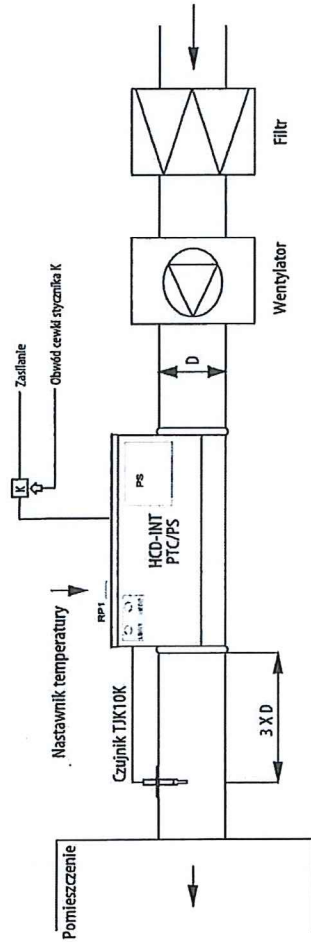 Pomieszczenie
Nastawnik temperatury
Czujnik TJK10K
3 X D
RP1
HCD-INT
PTC/PS
PS
K
Zasilanie
Obwód cewki stycznika K
D
Wentylator
Filtr